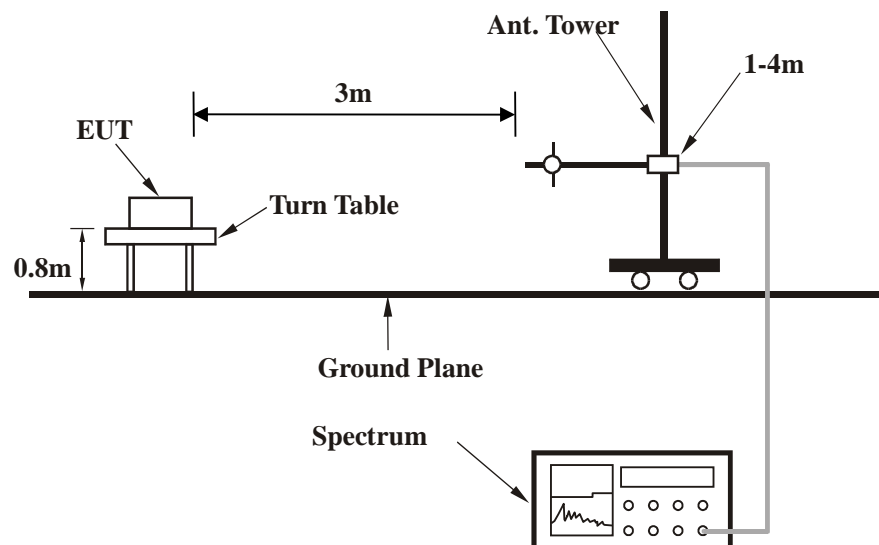 Ant. Tower
1-4m
3m
EUT
Turn Table
0.8m
Ground Plane
Spectrum